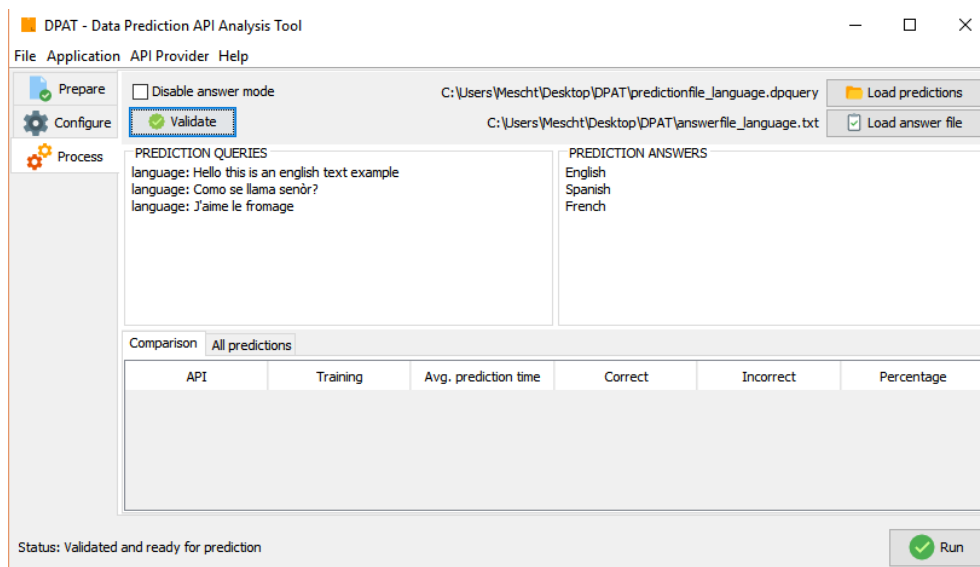 DPAT - Data Prediction API Analysis Tool
File Application API Provider Help
Prepare
Configure
Process
Disable answer mode
C:\Users\Mescht\Desktop\DPAT\predictionfile_language.dpquery
Load predictions
Validate
C:\Users\Mescht\Desktop\DPAT\answerfile_language.txt
Load answer file
PREDICTION QUERIES
language: Hello this is an english text example
language: Como se llama senòr?
language: J'aime le fromage
PREDICTION ANSWERS
English
Spanish
French
Comparison All predictions
API Training Avg. prediction time Correct Incorrect Percentage
Status: Validated and ready for prediction
Run